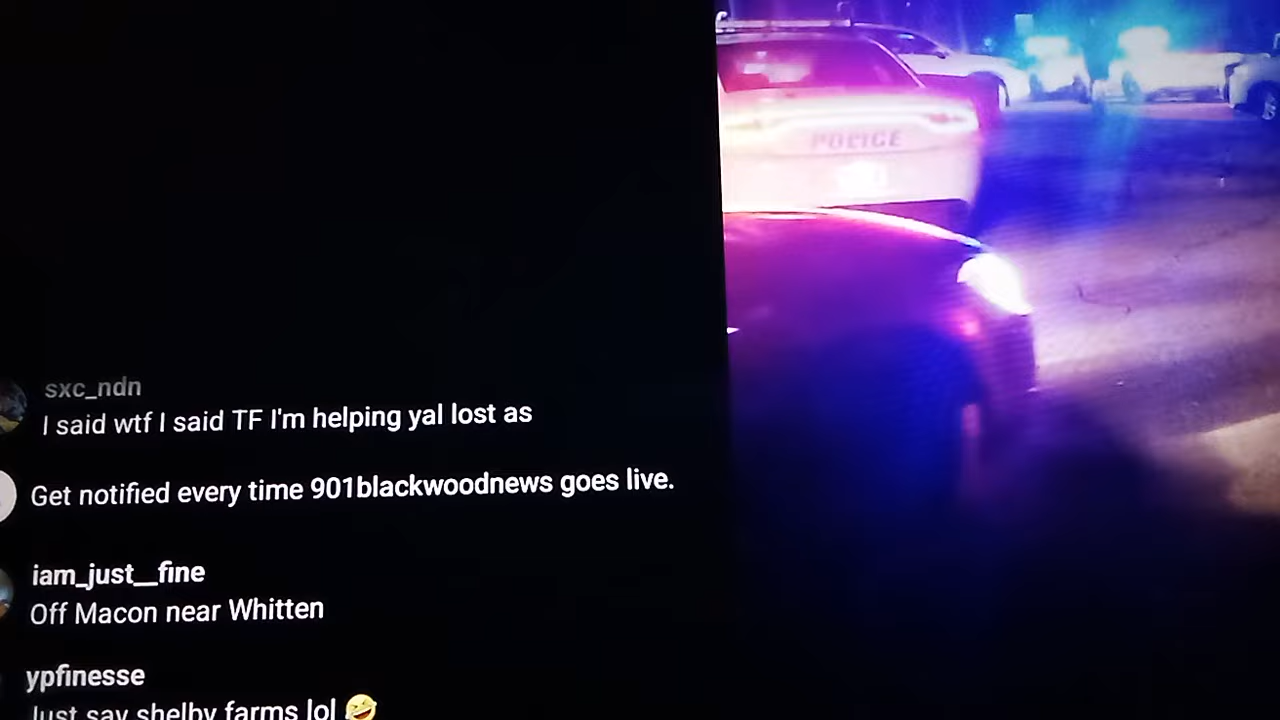 POLICE
sxc_ndn
I said wtf I said TF I'm helping yal lost as
Get notified every time 901blackwoodnews goes live.
iam_just__fine
Off Macon near Whitten
ypfinesse
Just say shelby farms lol 🤣